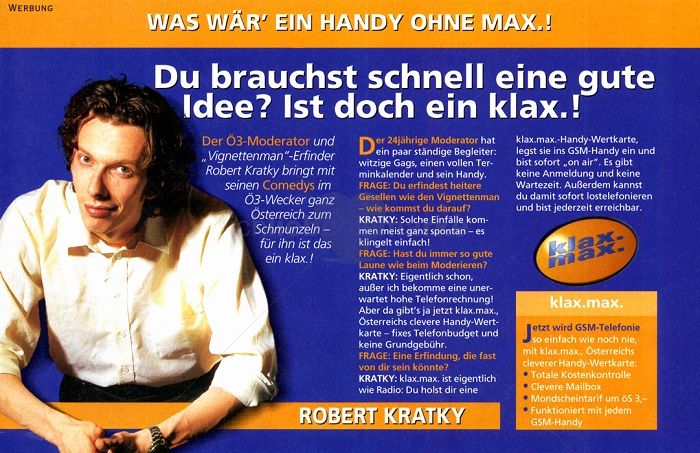 WERBUNG
WAS WÄR’ EIN HANDY OHNE MAX.!
Du brauchst schnell eine gute
Idee? Ist doch ein klax.!
Der Ö3-Moderator und
„Vignettenman“-Erfinder
Robert Kratky bringt mit
seinen Comedys im
Ö3-Wecker ganz
Österreich zum
Schmunzeln –
für ihn ist das
ein klax.!
Der 24jährige Moderator hat
ein paar ständige Begleiter:
witzige Gags, einen vollen Ter-
minkalender und sein Handy.
FRAGE: Du erfindest heitere
Gesellen wie den Vignettenman
– wie kommst du darauf?
KRATKY: Solche Einfälle kom-
men meist ganz spontan – es
klingelt einfach!
FRAGE: Hast du immer so gute
Laune wie beim Moderieren?
KRATKY: Eigentlich schon,
außer ich bekomme eine uner-
wartet hohe Telefonrechnung!
Aber da gibt’s ja jetzt klax.max.,
Österreichs clevere Handy-Wert-
karte – fixes Telefonbudget und
keine Grundgebühr.
FRAGE: Eine Erfindung, die fast
von dir sein könnte?
KRATKY: klax.max. ist eigentlich
wie Radio: Du holst dir eine
klax.max.-Handy-Wertkarte,
legst sie ins GSM-Handy ein und
bist sofort „on air“. Es gibt
keine Anmeldung und keine
Wartezeit. Außerdem kannst
du damit sofort lostelefonieren
und bist jederzeit erreichbar.
klax.-
max.-
klax.max.
Jetzt wird GSM-Telefonie
so einfach wie noch nie,
mit klax.max., Österreichs
cleverer Handy-Wertkarte:
• Totale Kostenkontrolle
• Clevere Mailbox
• Mondscheintarif um öS 3,–
• Funktioniert mit jedem
GSM-Handy
ROBERT KRATKY